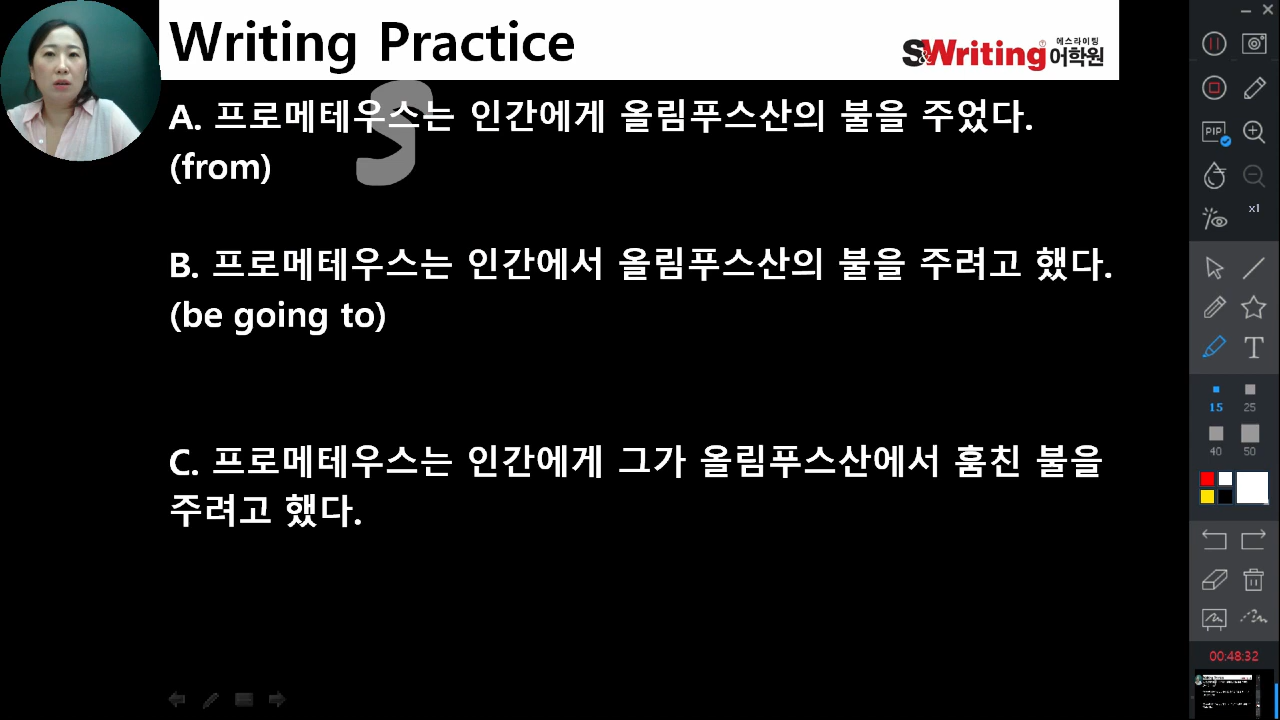 Writing Practice
S&Writing 에스라이팅 어학원
A. 프로메테우스는 인간에게 올림푸스산의 불을 주었다.
(from)
S
B. 프로메테우스는 인간에서 올림푸스산의 불을 주려고 했다.
(be going to)
C. 프로메테우스는 인간에게 그가 올림푸스산에서 훔친 불을
주려고 했다.
PIP
x1
T
15 25
40 50
00:48:32